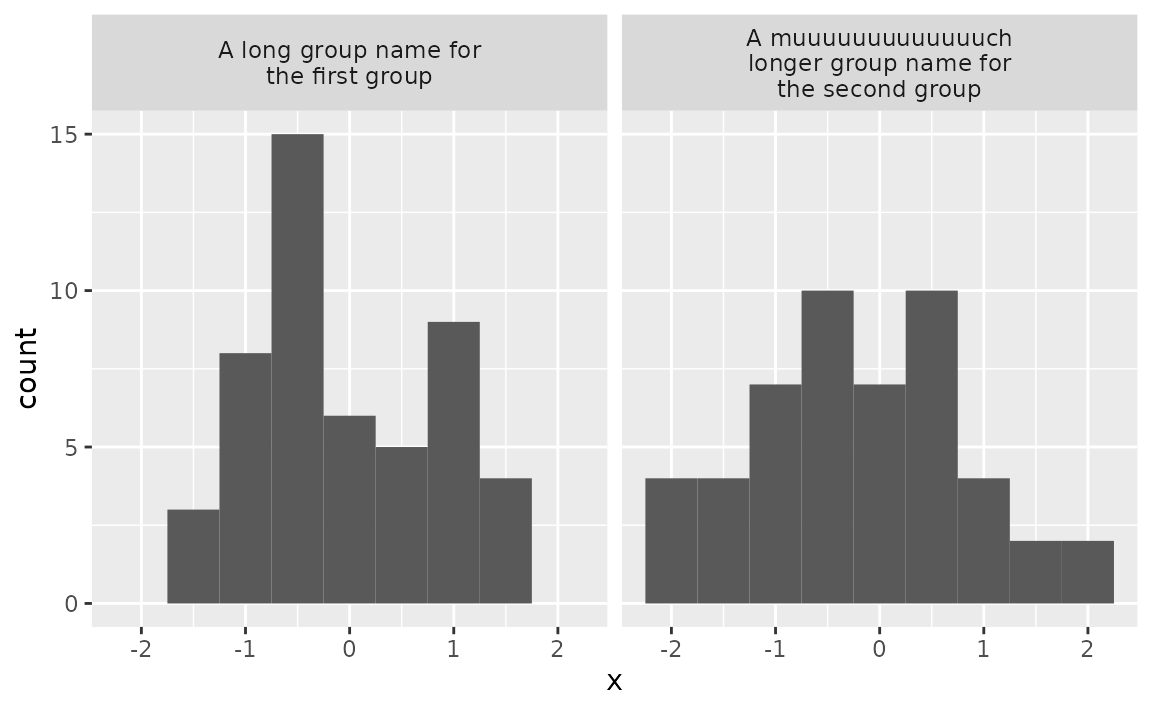 A long group name for
the first group
A muuuuuuuuuuuuuuch
longer group name for
the second group
15
10
5
0
count
-2
-1
0
1
2
-2
-1
0
1
2
x